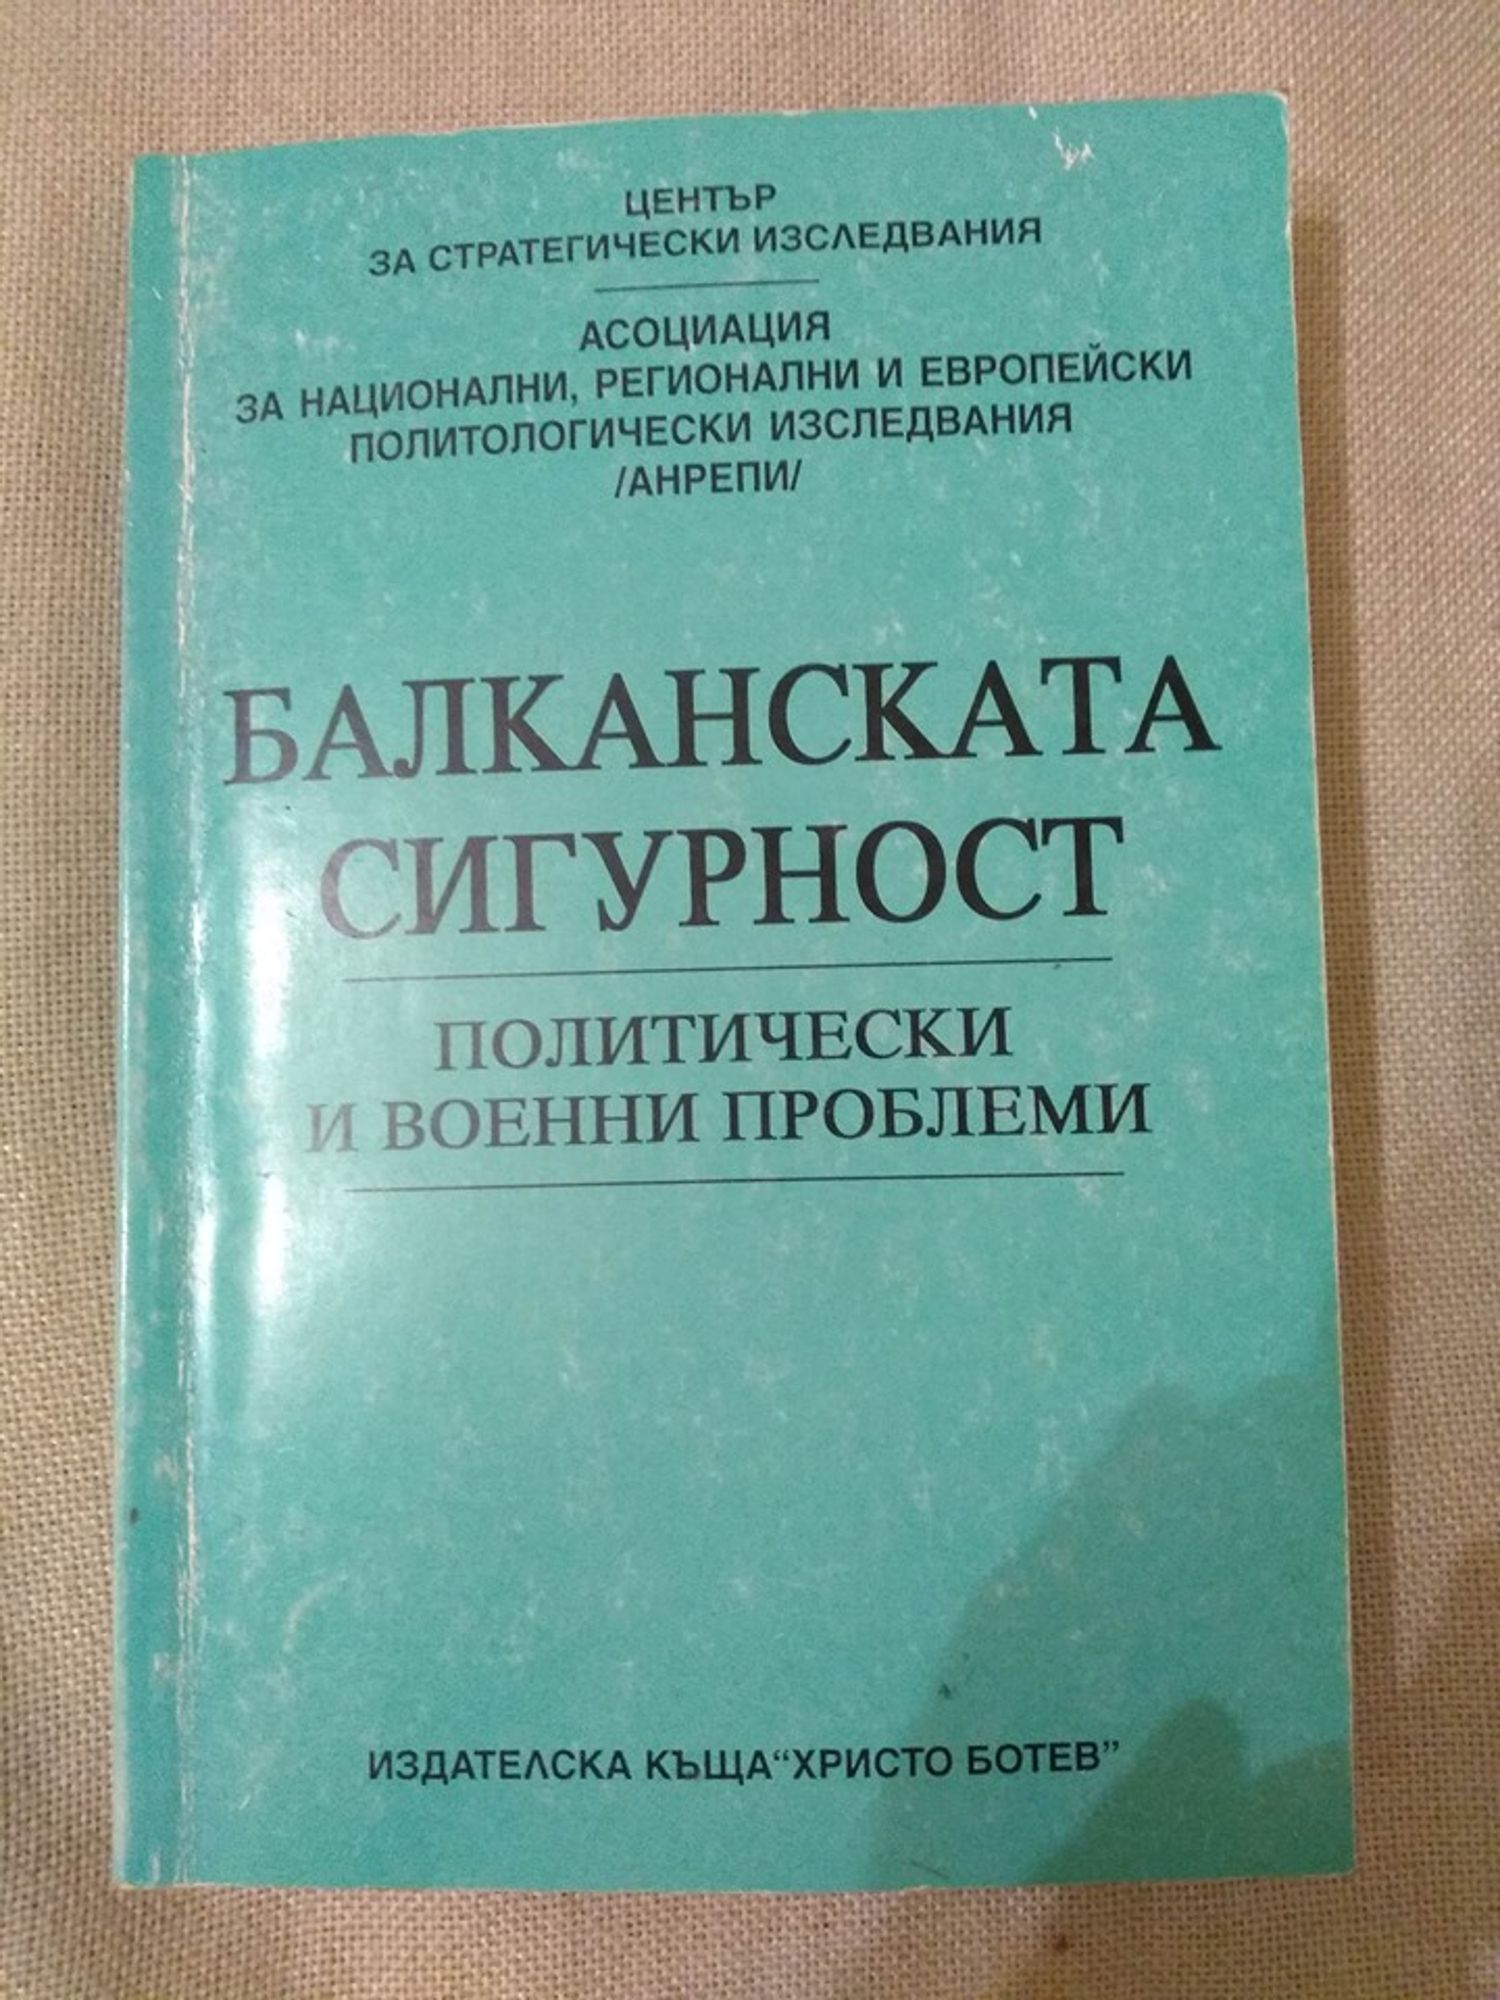 ЦЕНТЪР
ЗА СТРАТЕГИЧЕСКИ ИЗСЛЕДВАНИЯ
АСОЦИАЦИЯ
ЗА НАЦИОНАЛНИ, РЕГИОНАЛНИ И ЕВРОПЕЙСКИ
ПОЛИТОЛОГИЧЕСКИ ИЗСЛЕДВАНИЯ
/АНРЕПИ/
БАЛКАНСКАТА
СИГУРНОСТ
ПОЛИТИЧЕСКИ
И ВОЕННИ ПРОБЛЕМИ
ИЗДАТЕЛСКА КЪЩА“ХРИСТО БОТЕВ”